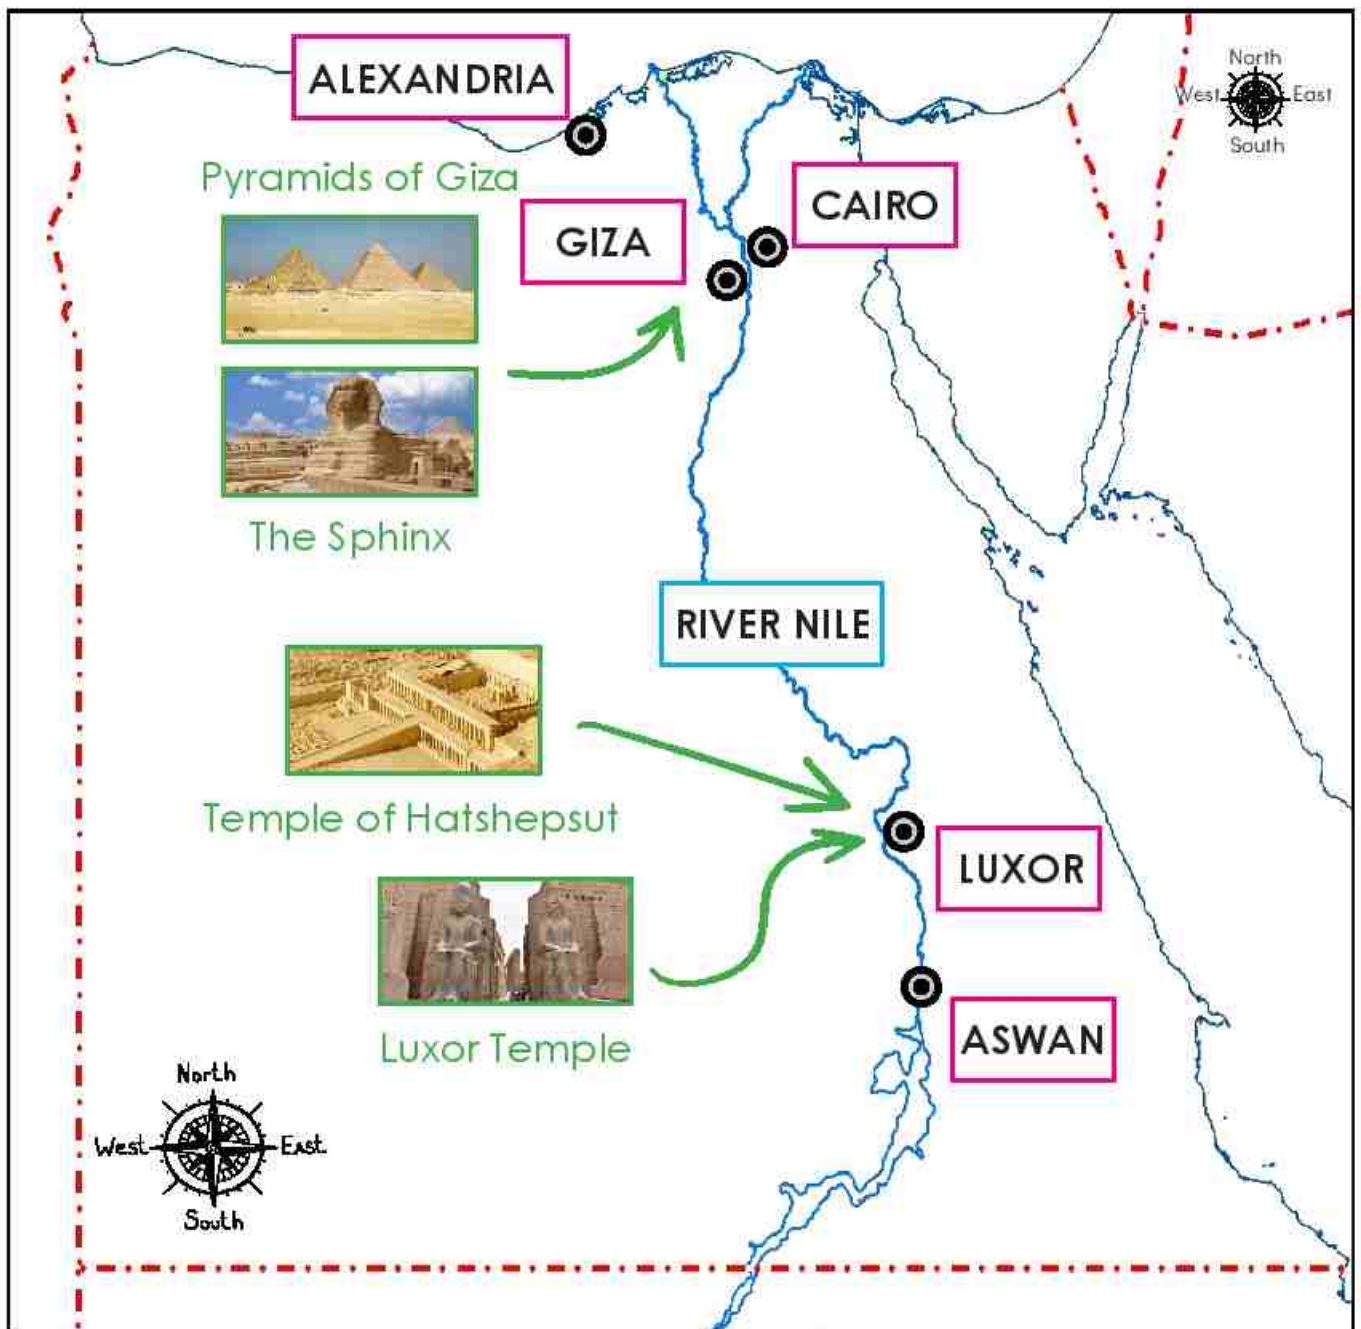 North
West East
South
ALEXANDRIA
Pyramids of Giza
CAIRO
GIZA
The Sphinx
RIVER NILE
Temple of Hatshepsut
LUXOR
ASWAN
Luxor Temple
North
West East
South